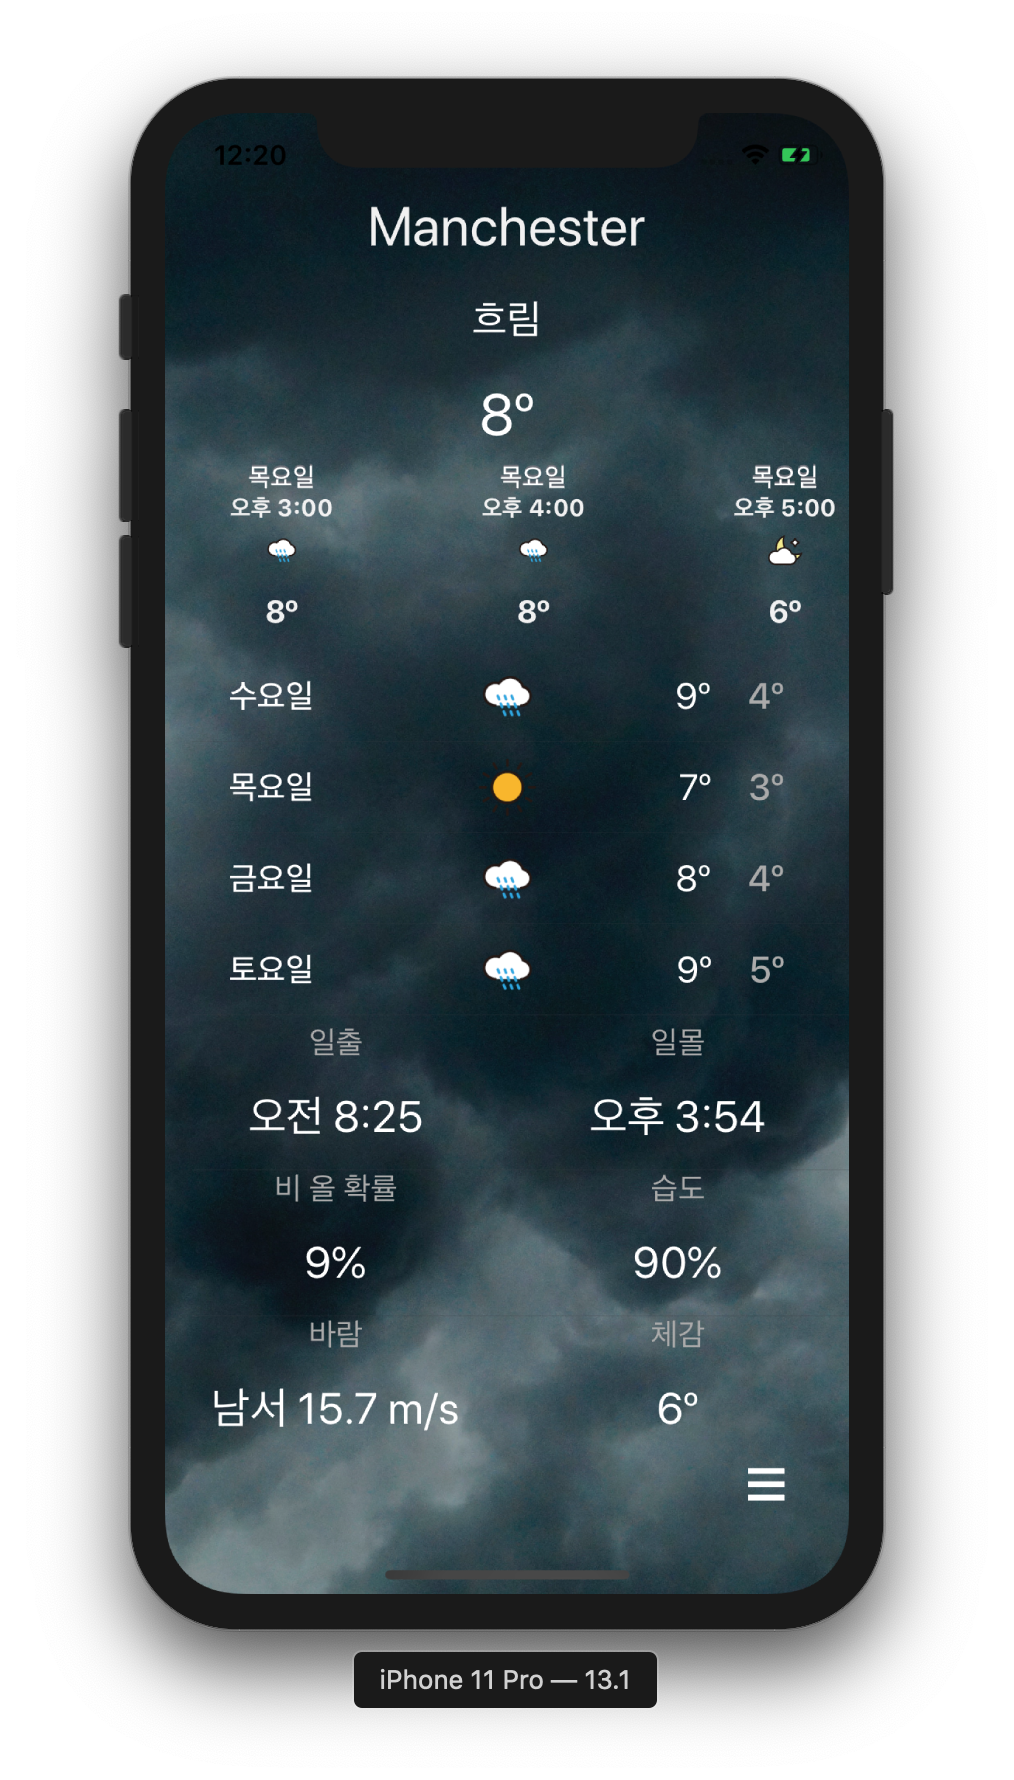 12:20
Manchester
흐림
8°
목요일 목요일 목요일
오후 3:00 오후 4:00 오후 5:00
8° 8° 6°
수요일 9° 4°
목요일 7° 3°
금요일 8° 4°
토요일 9° 5°
일출 일몰
오전 8:25 오후 3:54
비 올 확률 습도
9% 90%
바람 체감
남서 15.7 m/s 6°
iPhone 11 Pro — 13.1